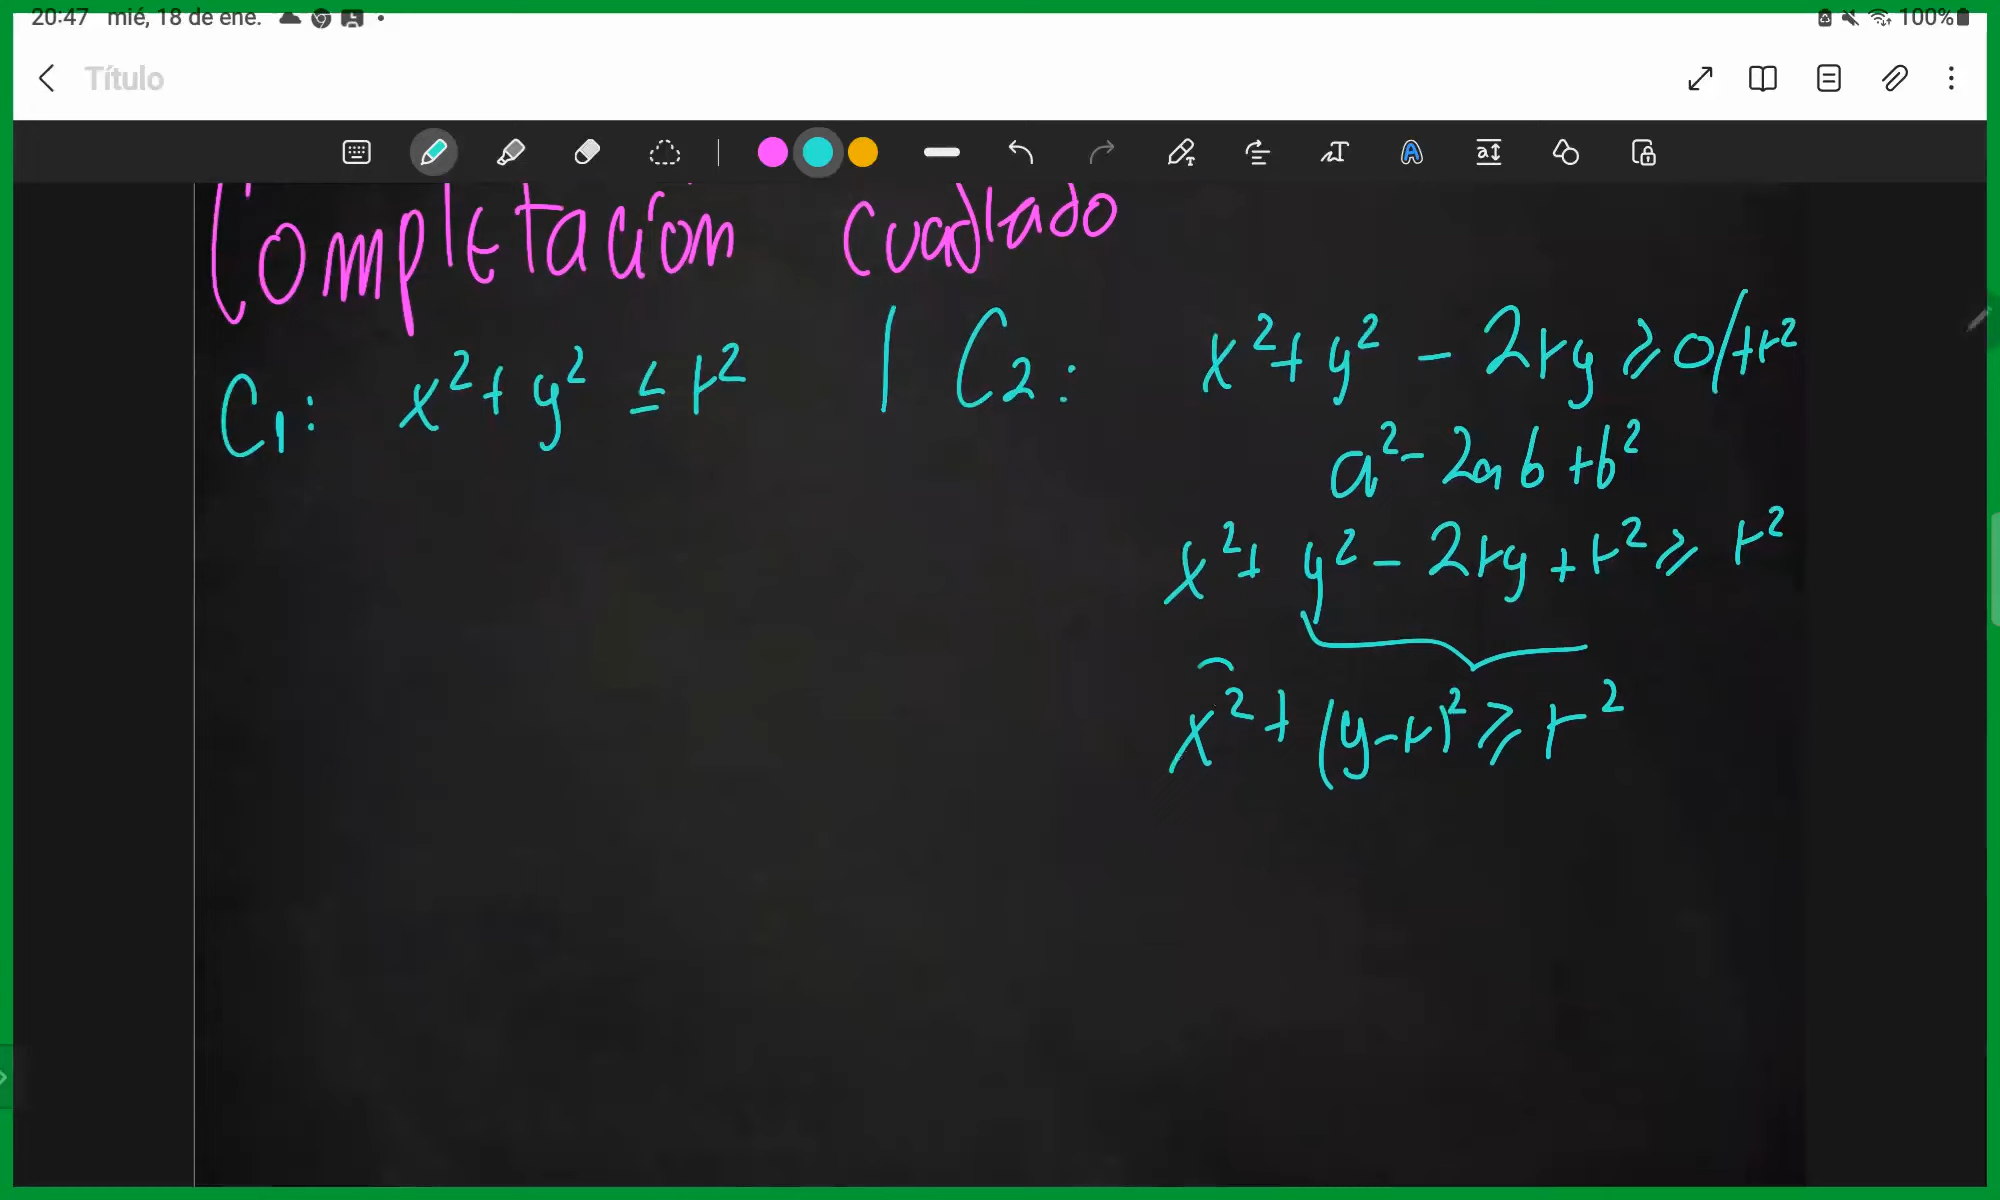 20:47 mié, 18 de ene. 100%
Título
Completación cuadrado
C₁: x² + y² ≤ r² | C₂: x² + y² - 2ry ⩾ 0 /+r²
a² - 2ab + b²
x² + y² - 2ry + r² ⩾ r²
x² + (y-r)² ⩾ r²